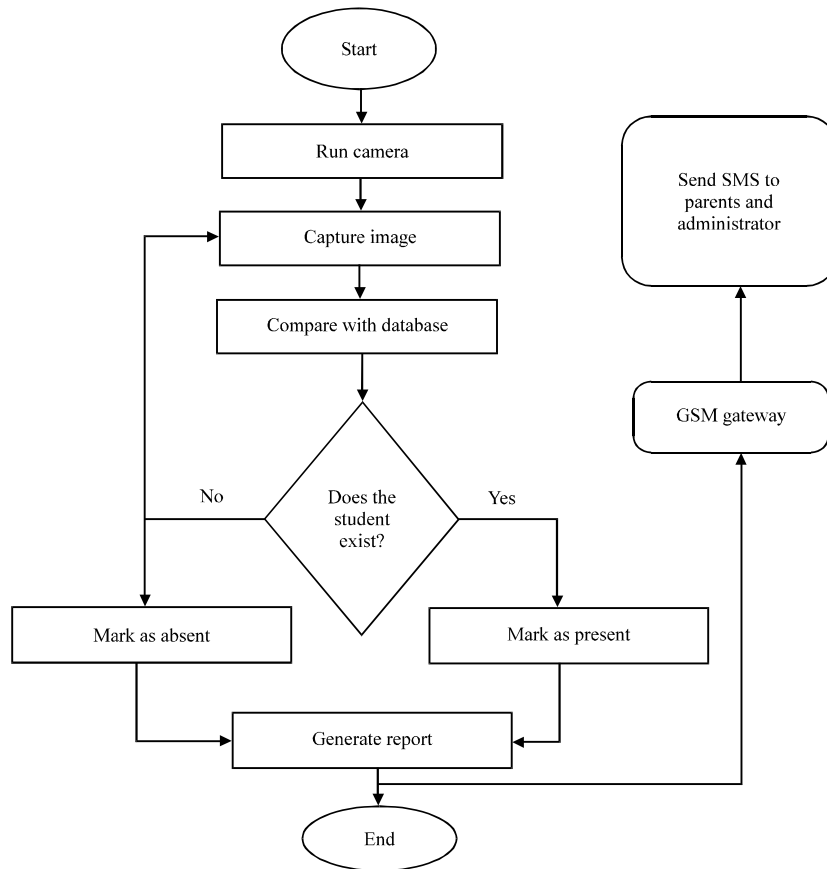 Start
Run camera
Capture image
Compare with database
Does the
student
exist?
No
Yes
Mark as absent
Mark as present
Generate report
End
GSM gateway
Send SMS to
parents and
administrator